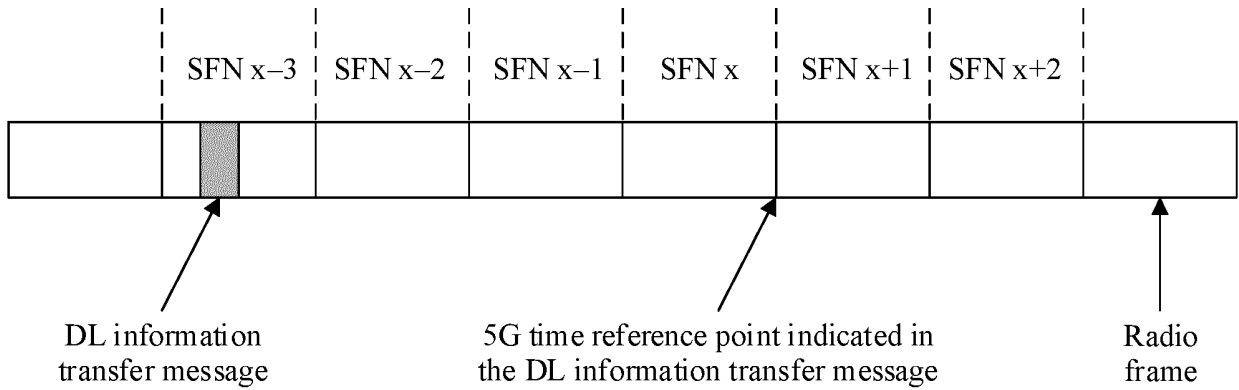 SFN x–3
SFN x–2
SFN x–1
SFN x
SFN x+1
SFN x+2
DL information
transfer message
5G time reference point indicated in
the DL information transfer message
Radio
frame